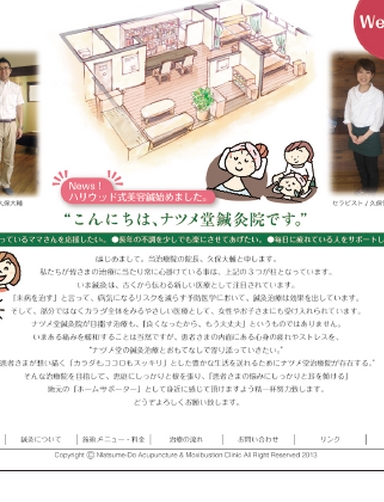 We
久保大輔
セラピスト / 久保
News！
ハリウッド式美容鍼始めました。
“こんにちは、ナツメ堂鍼灸院です。”
っているママさんを応援したい。 ●長年の不調を少しでも楽にさせてあげたい。 ●毎日に疲れている人をサポートし
はじめまして。当治療院の院長、久保大輔と申します。
私たちが皆さまの治療に当たり常に心掛けている事は、上記の３つが柱となっています。
いま鍼灸は、古くから伝わる新しい医療として注目されています。
「未病を治す」と言って、病気になるリスクを減らす予防医学において、鍼灸治療は効果を出しています。
そして、部分ではなくカラダ全体をみるやさしい医療として、女性やお子さまにも受け入れられています。
ナツメ堂鍼灸院が目指す治療も、「良くなったから、もう大丈夫」というものではありません。
いまある痛みを緩和することは当然ですが、患者さまの内面にある心身の疲れやストレスを、
“ナツメ堂の鍼灸治療とおもてなしで寄り添っていきたい。”
患者さまが想い描く「カラダもココロもスッキリ」とした豊かな生活を送れるためにナツメ堂治療院が存在する。”
そんな治療院を目指して、患道にしっかりと根を張り、「患者さまの悩みにしっかりと耳を傾ける」
地元の「ホームサポーター」として身近に感じて頂けますよう精一杯努力致します。
どうぞよろしくお願い致します。
鍼灸について
施術メニュー・料金
治療の流れ
お問い合わせ
リンク
Copyright Ⓒ Natsume-Do Acupuncture & Moxibustion Clinic All Right Reserved 2013